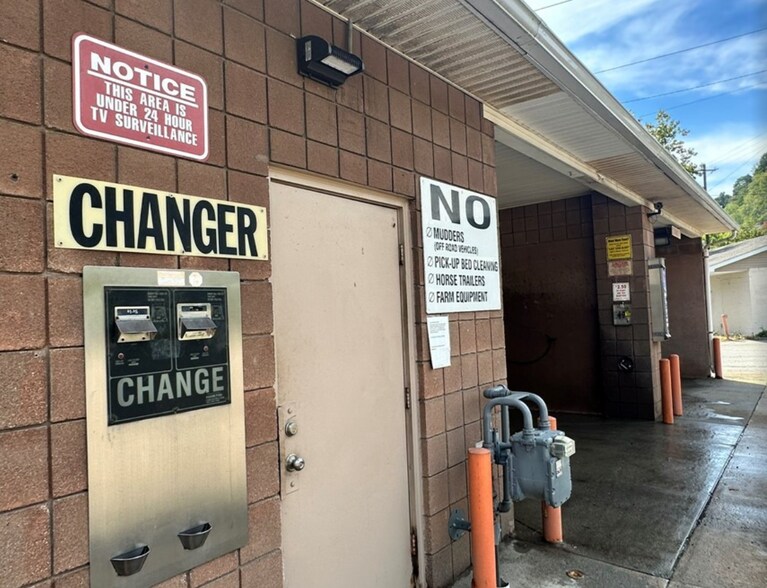 NOTICE
THIS AREA IS
UNDER 24 HOUR
TV SURVEILLANCE
CHANGER
CHANGE
NO
MUDDERS
(OFF ROAD VEHICLES)
PICK-UP BED CLEANING
HORSE TRAILERS
FARM EQUIPMENT